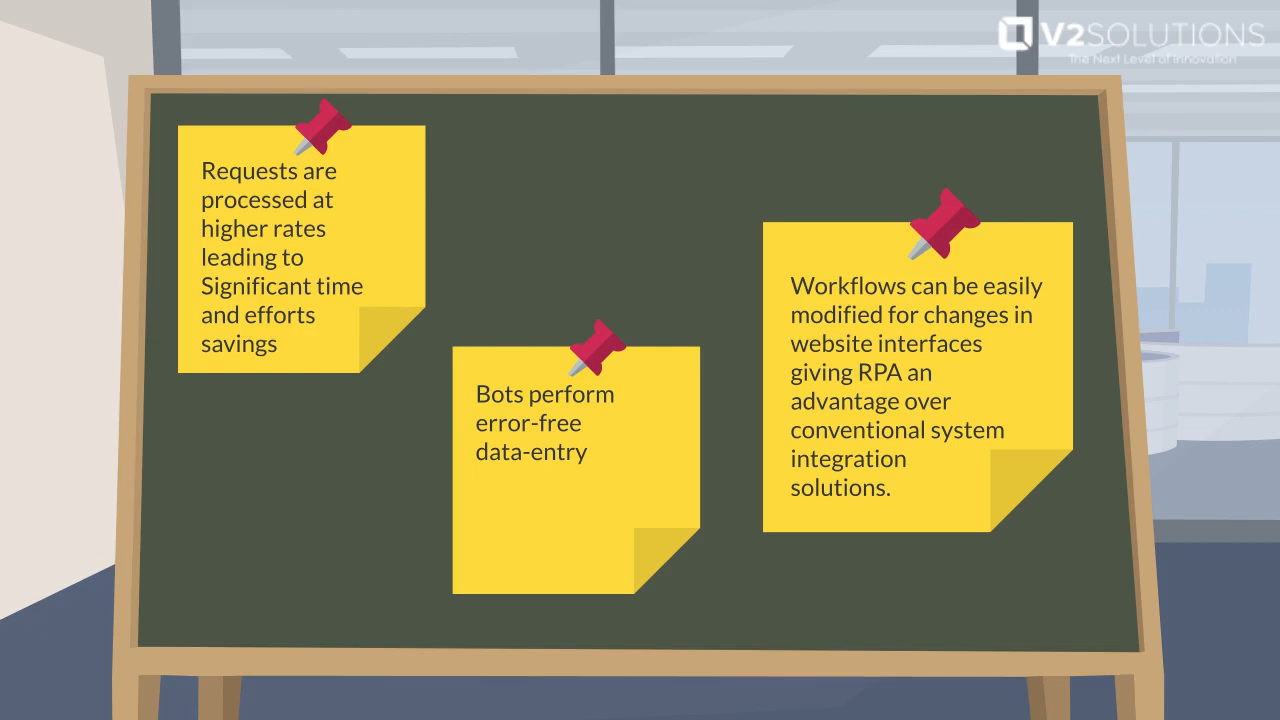 V2SOLUTIONS
The Next Level of Innovation
Requests are
processed at
higher rates
leading to
Significant time
and efforts
savings
Bots perform
error-free
data-entry
Workflows can be easily
modified for changes in
website interfaces
giving RPA an
advantage over
conventional system
integration
solutions.